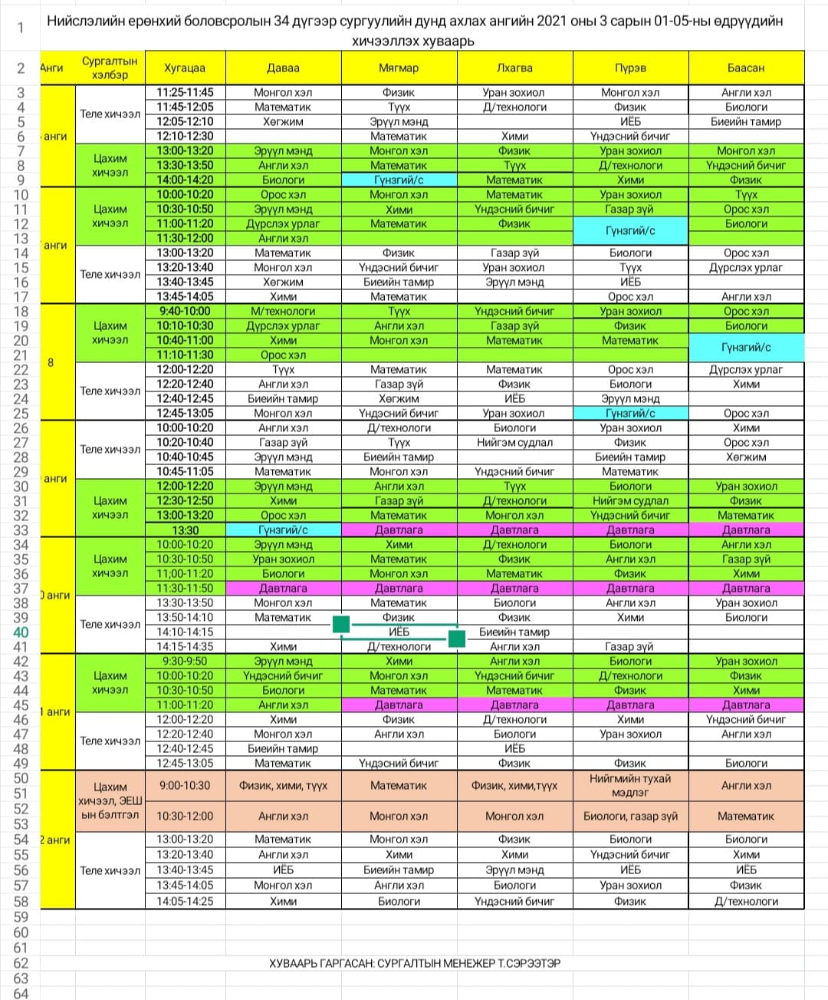 1 Нийслэлийн ерөнхий боловсролын 34 дүгээр сургуулийн дунд ахлах ангийн 2021 оны 3 сарын 01-05-ны өдрүүдийн
хичээллэх хуваарь
2 Анги Сургалтын хэлбэр Хугацаа Даваа Мягмар Лхагва Пүрэв Баасан
3 11:25-11:45 Монгол хэл Физик Уран зохиол Монгол хэл Англи хэл
4 Теле хичээл 11:45-12:05 Математик Түүх Д/технологи Физик Биологи
5 12:05-12:10 Хөгжим Эрүүл мэнд ИЁБ Биеийн тамир
6 анги 12:10-12:30 Математик Хими Үндэсний бичиг
7 Цахим хичээл 13:00-13:20 Эрүүл мэнд Монгол хэл Физик Уран зохиол Монгол хэл
8 13:30-13:50 Англи хэл Математик Түүх Д/технологи Үндэсний бичиг
9 14:00-14:20 Биологи Гүнзгий/с Математик Хими Физик
10 10:00-10:20 Орос хэл Монгол хэл Математик Уран зохиол Түүх
11 Цахим хичээл 10:30-10:50 Эрүүл мэнд Хими Үндэсний бичиг Газар зүй Орос хэл
12 11:00-11:20 Дүрслэх урлаг Математик Физик Гүнзгий/с Биологи
13 анги 11:30-12:00 Англи хэл
14 13:00-13:20 Математик Физик Газар зүй Биологи Орос хэл
15 Теле хичээл 13:20-13:40 Монгол хэл Үндэсний бичиг Уран зохиол Түүх Дүрслэх урлаг
16 13:40-13:45 Хөгжим Биеийн тамир Эрүүл мэнд ИЁБ
17 13:45-14:05 Хими Математик Орос хэл Англи хэл
18 9:40-10:00 М/технологи Түүх Үндэсний бичиг Уран зохиол Орос хэл
19 Цахим хичээл 10:10-10:30 Дүрслэх урлаг Англи хэл Газар зүй Физик Биологи
20 10:40-11:00 Хими Монгол хэл Математик Математик Гүнзгий/с
21 8 11:10-11:30 Орос хэл
22 12:00-12:20 Түүх Математик Математик Орос хэл Дүрслэх урлаг
23 Теле хичээл 12:20-12:40 Англи хэл Газар зүй Физик Биологи Хими
24 12:40-12:45 Биеийн тамир Хөгжим ИЁБ Эрүүл мэнд
25 12:45-13:05 Монгол хэл Үндэсний бичиг Уран зохиол Гүнзгий/с Орос хэл
26 10:00-10:20 Англи хэл Д/технологи Биологи Уран зохиол Хими
27 Теле хичээл 10:20-10:40 Газар зүй Түүх Нийгэм судлал Физик Орос хэл
28 10:40-10:45 Эрүүл мэнд Биеийн тамир Биеийн тамир Хөгжим
29 анги 10:45-11:05 Математик Монгол хэл Үндэсний бичиг Математик
30 12:00-12:20 Эрүүл мэнд Англи хэл Түүх Биологи Уран зохиол
31 Цахим хичээл 12:30-12:50 Хими Газар зүй Д/технологи Нийгэм судлал Физик
32 13:00-13:20 Орос хэл Математик Монгол хэл Үндэсний бичиг Математик
33 13:30 Гүнзгий/с Давтлага Давтлага Давтлага Давтлага
34 10:00-10:20 Эрүүл мэнд Хими Д/технологи Биологи Англи хэл
35 Цахим хичээл 10:30-10:50 Уран зохиол Математик Физик Англи хэл Газар зүй
36 11;00-11:20 Биологи Монгол хэл Математик Физик Хими
37 0 анги 11:30-11:50 Давтлага Давтлага Давтлага Давтлага Давтлага
38 13:30-13:50 Монгол хэл Математик Биологи Англи хэл Уран зохиол
39 Теле хичээл 13:50-14:10 Математик Физик Физик Хими Биологи
40 14:10-14:15 ИЁБ Биеийн тамир
41 14:15-14:35 Хими Д/технологи Англи хэл Газар зүй
42 9:30-9:50 Эрүүл мэнд Хими Англи хэл Биологи Уран зохиол
43 Цахим хичээл 10:00-10:20 Үндэсний бичиг Монгол хэл Үндэсний бичиг Д/технологи Физик
44 10:30-10:50 Биологи Математик Математик Физик Хими
45 1 анги 11:00-11:20 Англи хэл Давтлага Давтлага Давтлага Давтлага
46 12:00-12:20 Хими Физик Д/технологи Хими Үндэсний бичиг
47 Теле хичээл 12:20-12:40 Монгол хэл Англи хэл Биологи Уран зохиол Англи хэл
48 12:40-12:45 Биеийн тамир ИЁБ
49 12:45-13:05 Математик Үндэсний бичиг Физик Физик Биологи
50
51 Цахим хичээл, ЭЕШ ын бэлтгэл 9:00-10:30 Физик, хими, түүх Математик Физик, хими,түүх Нийгмийн тухай мэдлэг Англи хэл
52
53 10:30-12:00 Англи хэл Монгол хэл Монгол хэл Биологи, газар зүй Математик
54 2 анги 13:00-13:20 Математик Монгол хэл Физик Биологи Биологи
55 13:20-13:40 Англи хэл Хими Хими Үндэсний бичиг Хими
56 Теле хичээл 13:40-13:45 ИЁБ Биеийн тамир Эрүүл мэнд ИЁБ ИЁБ
57 13:45-14:05 Монгол хэл Англи хэл Биологи Уран зохиол Физик
58 14:05-14:25 Хими Биологи Үндэсний бичиг Физик Д/технологи
59
60
61
62 ХУВААРЬ ГАРГАСАН: СУРГАЛТЫН МЕНЕЖЕР Т.СЭРЭЭТЭР
63
64